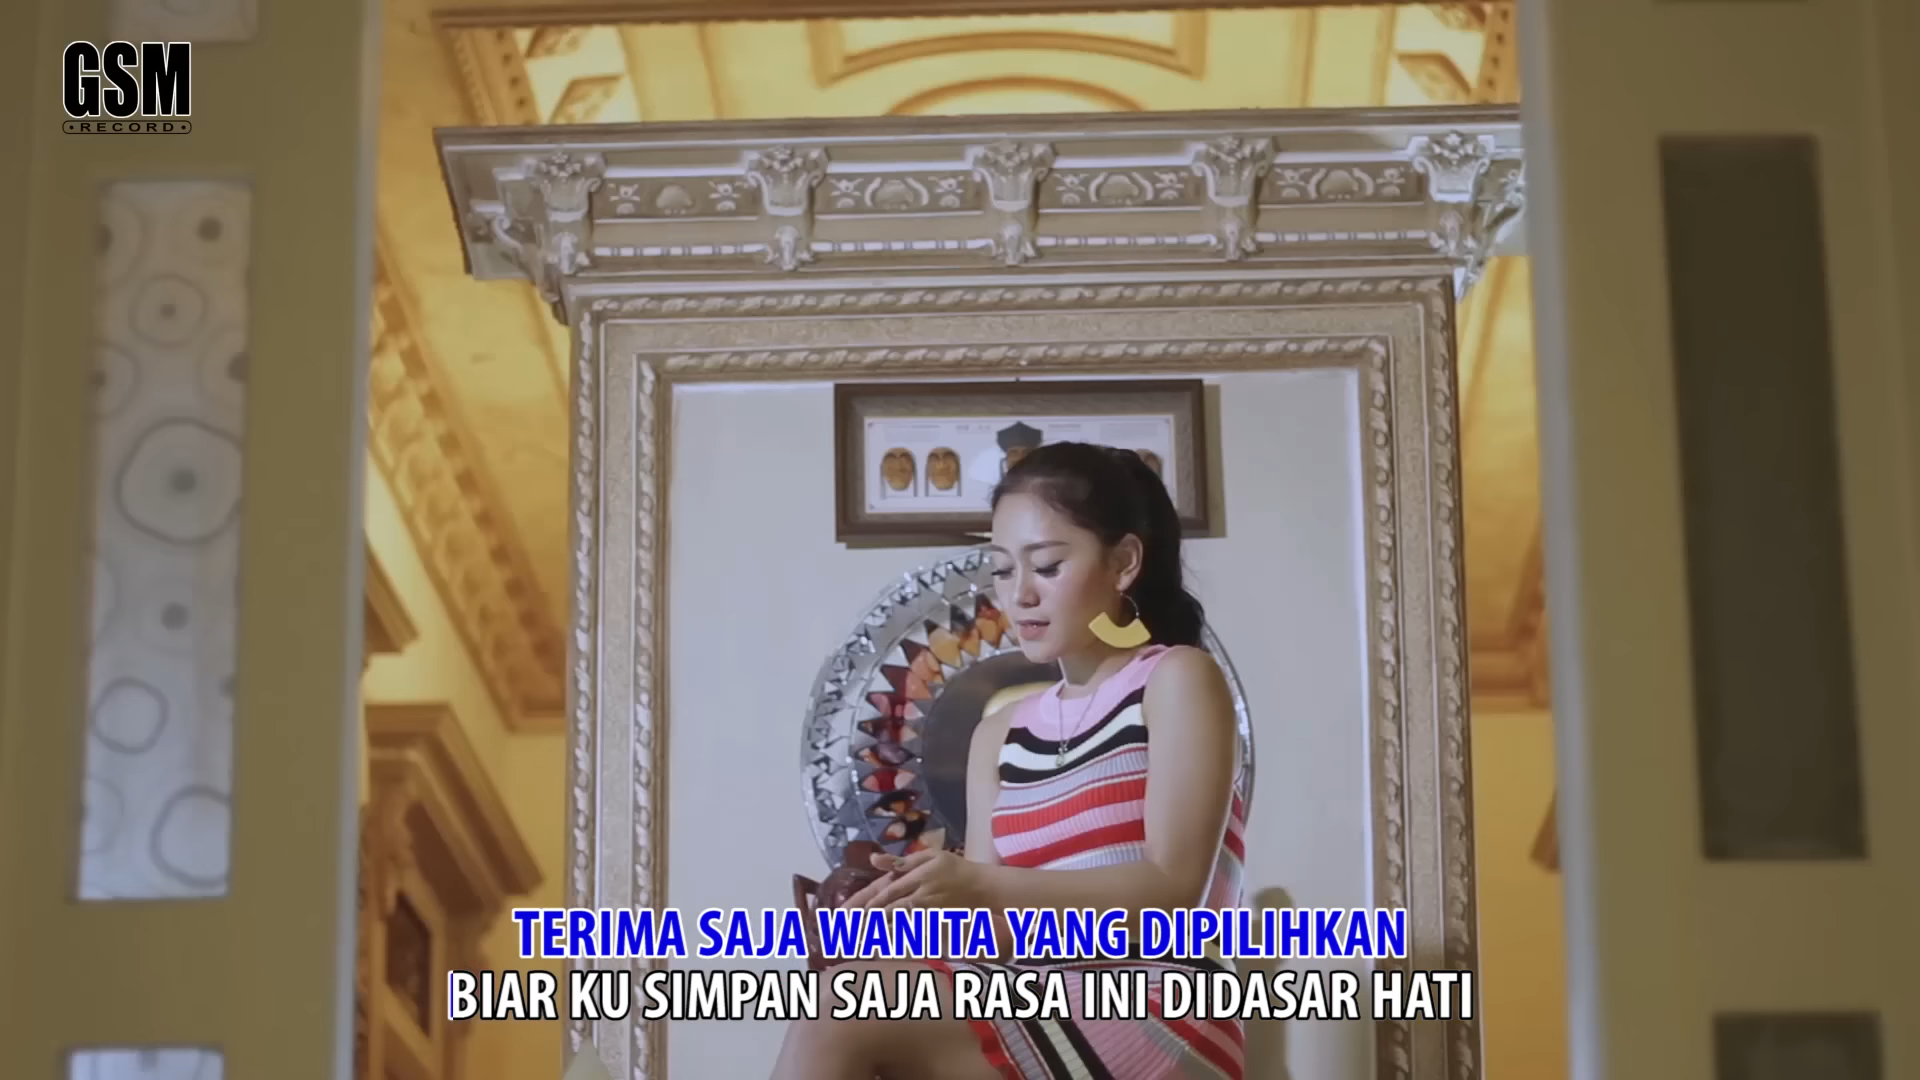 GSM
RECORD
TERIMA SAJA WANITA YANG DIPILIHKAN
BIAR KU SIMPAN SAJA RASA INI DIDASAR HATI